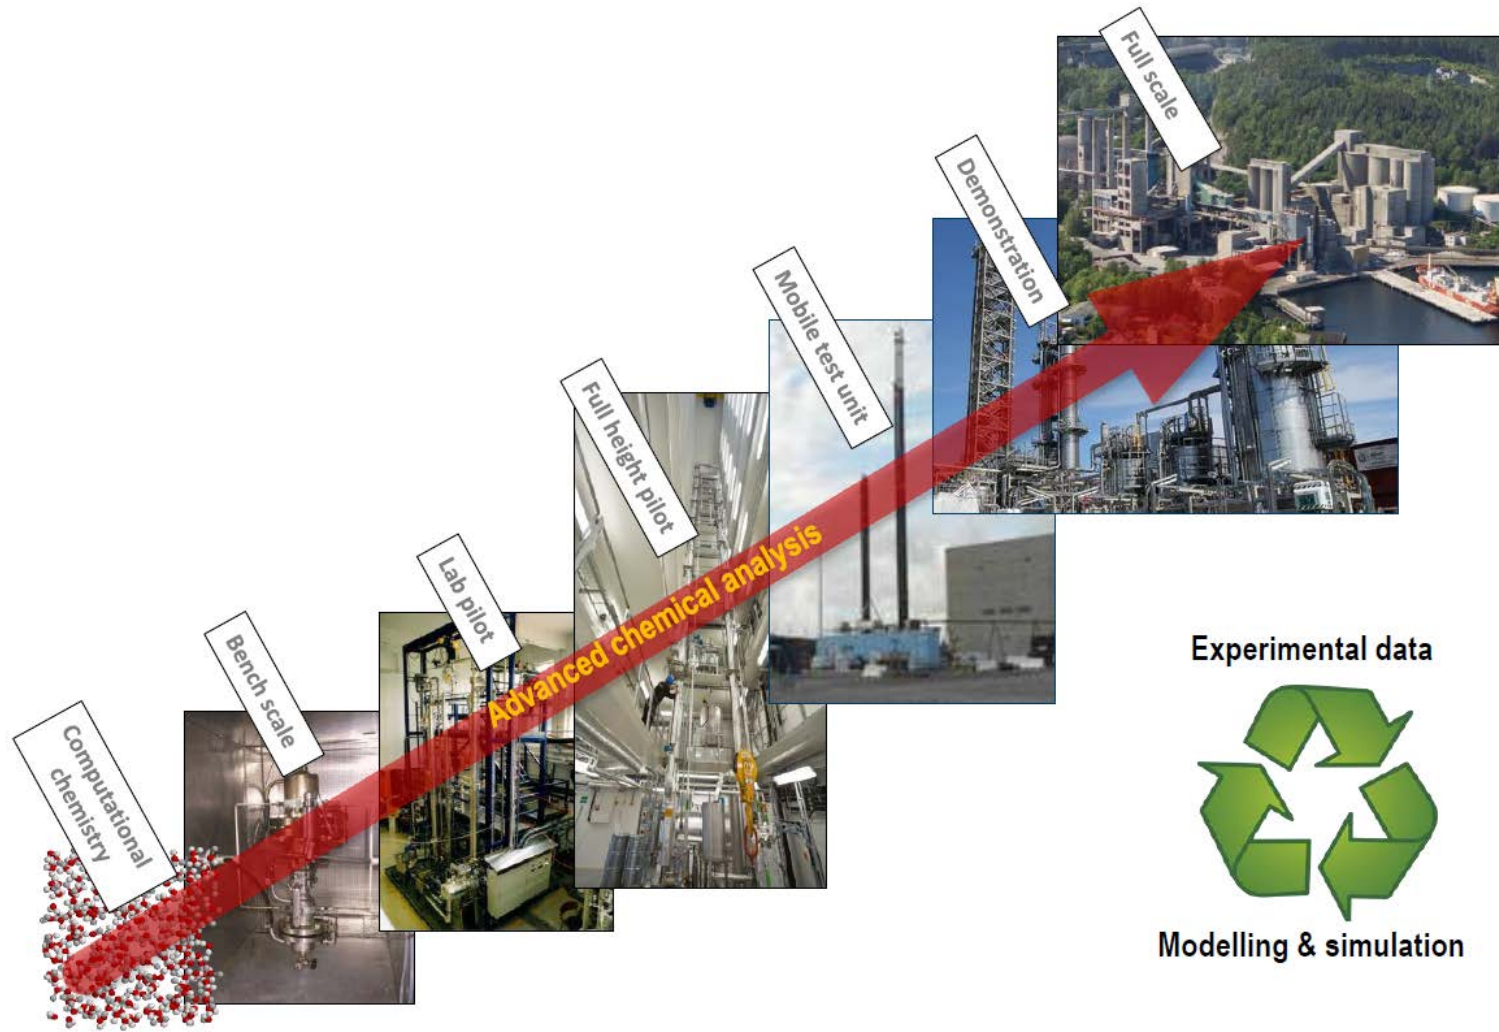 Full scale
Demonstration
Mobile test unit
Full height pilot
Lab pilot
Bench scale
Computational
chemistry
Advanced chemical analysis
Experimental data
Modelling & simulation